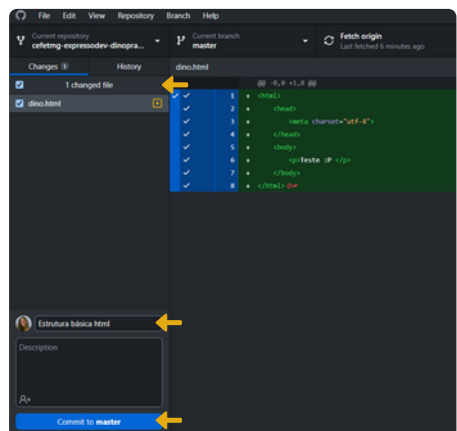 File Edit View Repository Branch Help
Current repository
cefetmg-expressodev-dinopra...
Current branch
master
Fetch origin
Last fetched 6 minutes ago
Changes 1 History
dino.html
1 changed file
dino.html
@@ -0,0 +1,8 @@
1 + <html>
2 + <head>
3 + <meta charset="utf-8">
4 + </head>
5 + <body>
6 + <p>Teste :P </p>
7 + </body>
8 + </html>
Estrutura básica html
Description
Commit to master